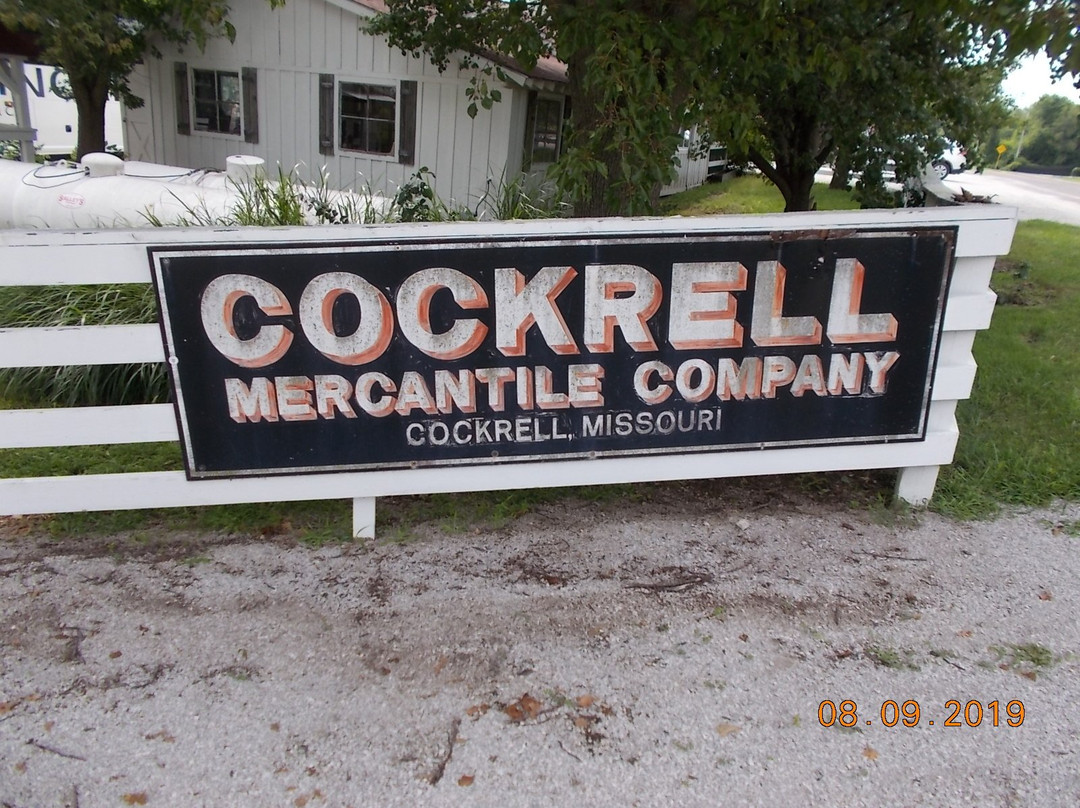 COCKRELL
MERCANTILE COMPANY
COCKRELL, MISSOURI
08.09.2019